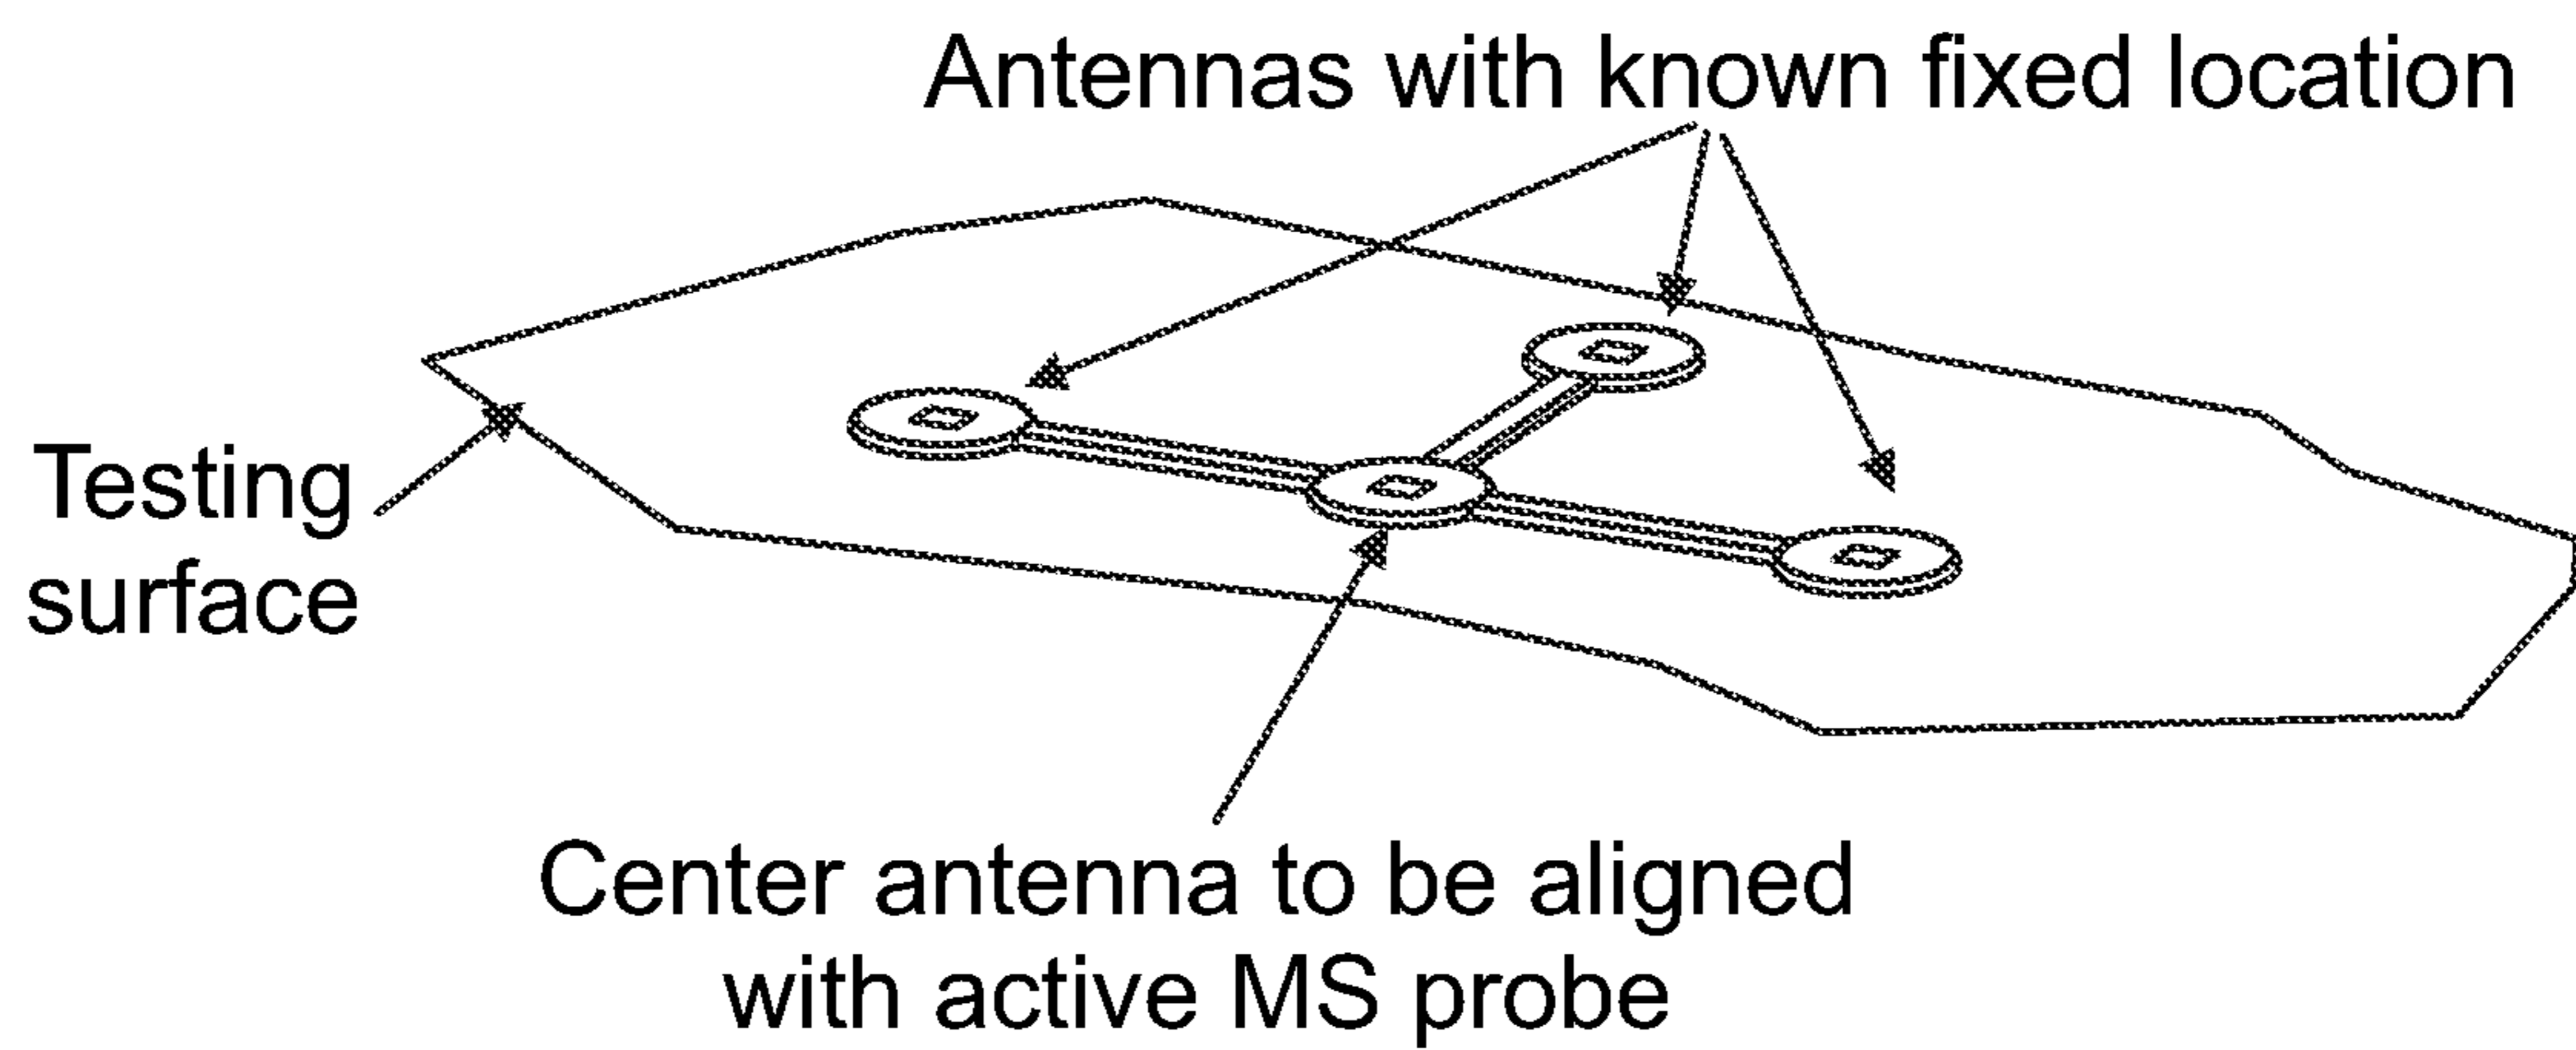 Antennas with known fixed location
Testing
surface
Center antenna to be aligned
with active MS probe